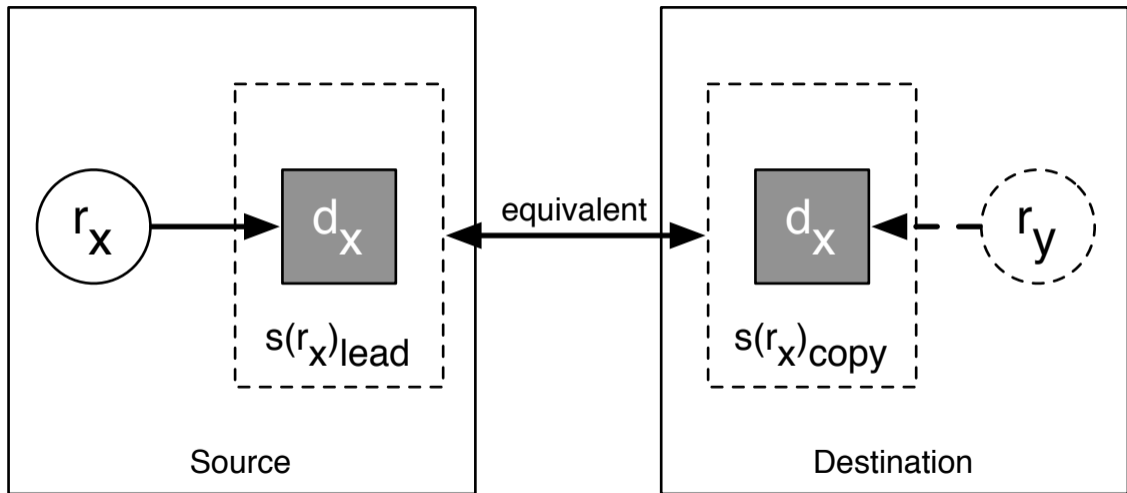 r_x
d_x
s(r_x)_lead
Source
equivalent
d_x
r_y
s(r_x)_copy
Destination